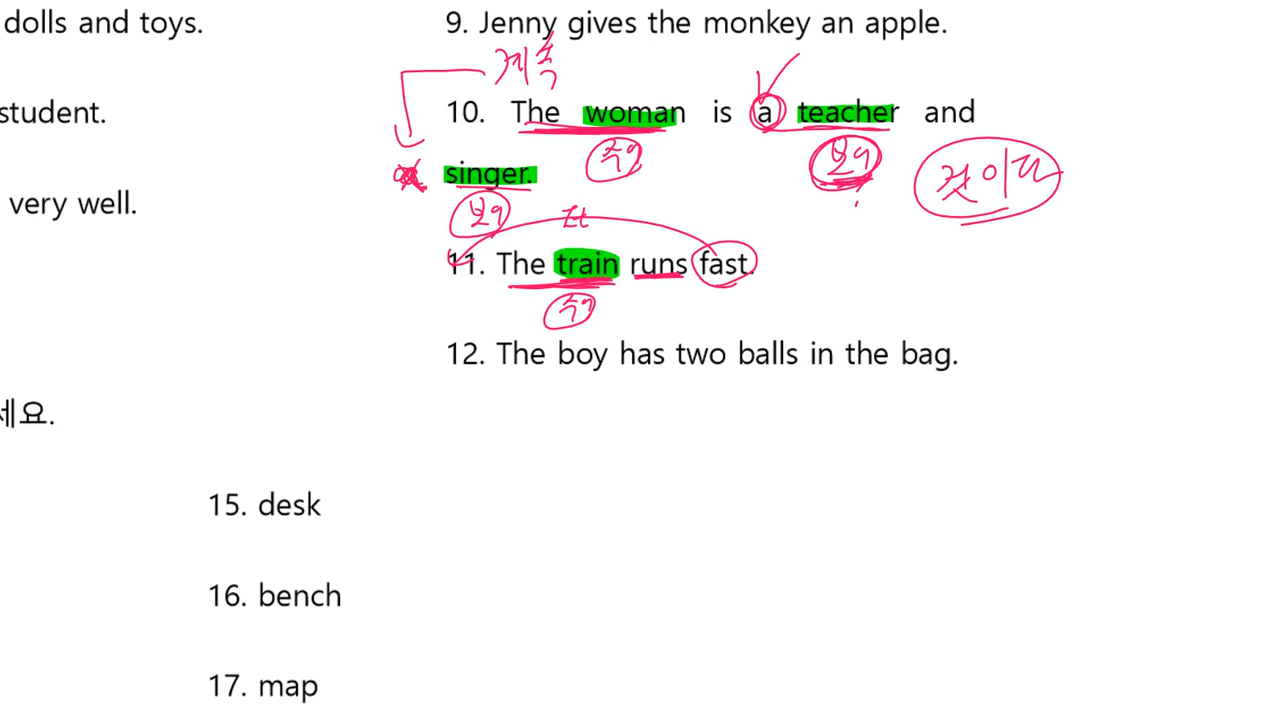 dolls and toys.
9. Jenny gives the monkey an apple.
계속
student.
10. The woman is a teacher and
주어
보어
것이다
singer.
보어
very well.
11. The train runs fast.
주어
12. The boy has two balls in the bag.
세요.
15. desk
16. bench
17. map